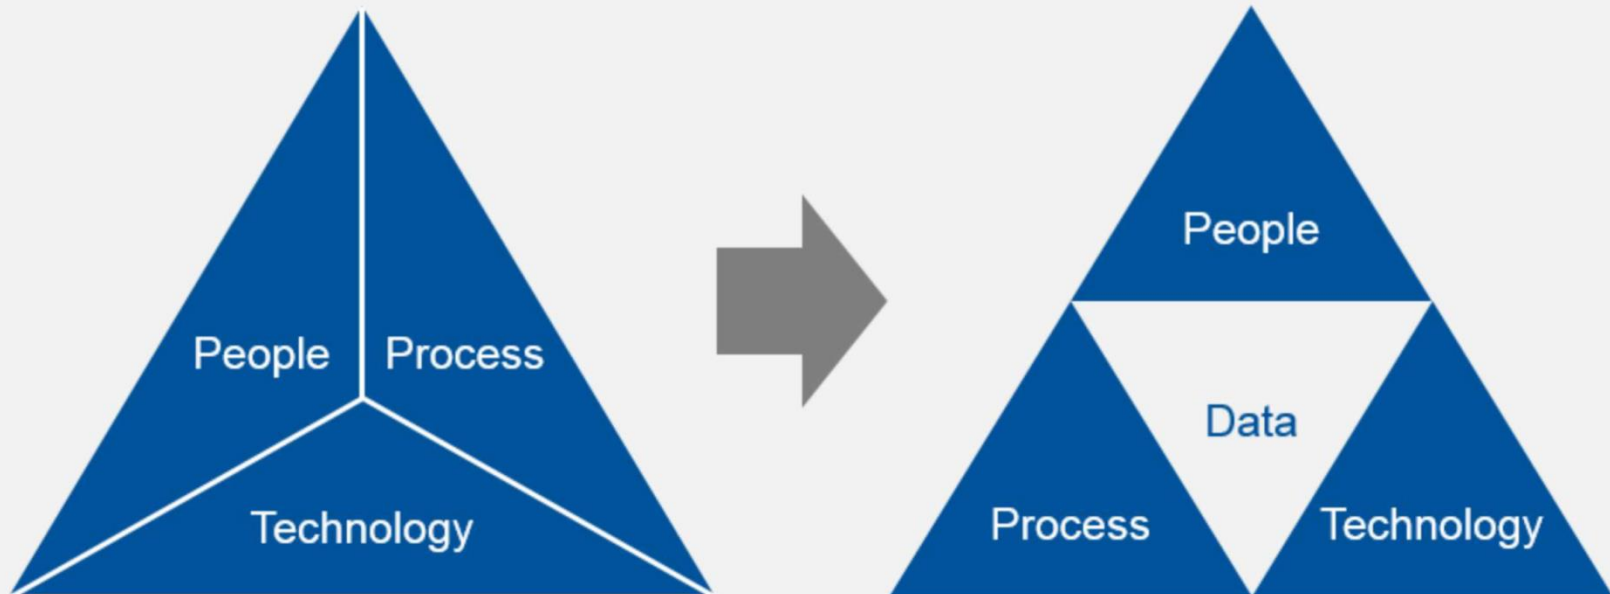 People
Process
Technology
People
Data
Process
Technology